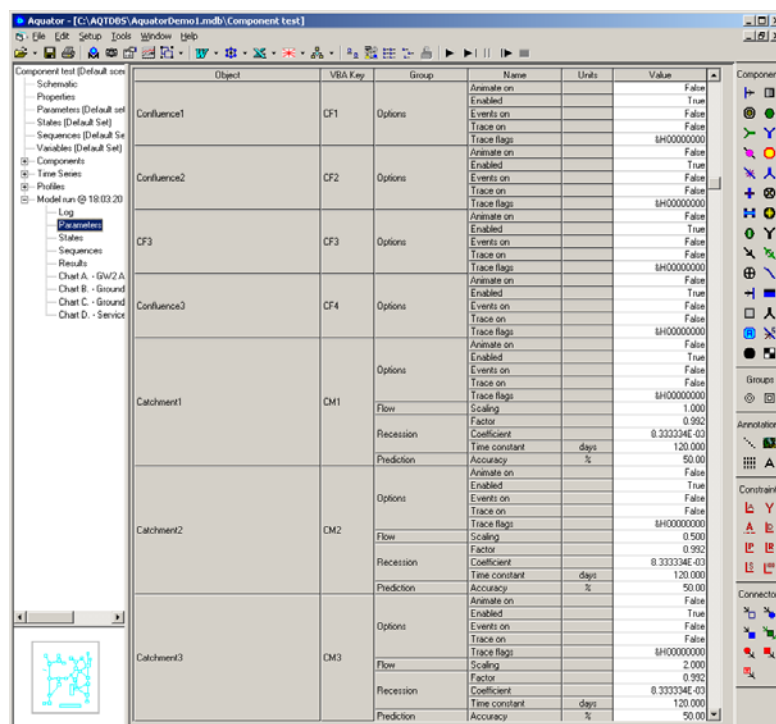 Aquator - [C:\AQTDBS\AquatorDemo1.mdb\Component test]
File Edit Setup Tools Window Help
Component test (Default scen
Schematic
Properties
Parameters (Default set
States (Default Set)
Sequences (Default Se
Variables (Default Set)
Components
Time Series
Profiles
Model run @ 18:03:20
Log
Parameters
States
Sequences
Results
Chart A. - GW2 A
Chart B. - Ground
Chart C. - Ground
Chart D. - Service
Object VBA Key Group Name Units Value
Confluence1 CF1 Options
Animate on False
Enabled True
Events on False
Trace on False
Trace flags &H00000000
Confluence2 CF2 Options
Animate on False
Enabled True
Events on False
Trace on False
Trace flags &H00000000
CF3 CF3 Options
Animate on False
Enabled True
Events on False
Trace on False
Trace flags &H00000000
Confluence3 CF4 Options
Animate on False
Enabled True
Events on False
Trace on False
Trace flags &H00000000
Catchment1 CM1
Options
Animate on False
Enabled True
Events on False
Trace on False
Trace flags &H00000000
Flow Scaling 1.000
Recession
Factor 0.992
Coefficient 8.333334E-03
Time constant days 120.000
Prediction Accuracy % 50.00
Catchment2 CM2
Options
Animate on False
Enabled True
Events on False
Trace on False
Trace flags &H00000000
Flow Scaling 0.500
Recession
Factor 0.992
Coefficient 8.333334E-03
Time constant days 120.000
Prediction Accuracy % 50.00
Catchment3 CM3
Options
Animate on False
Enabled True
Events on False
Trace on False
Trace flags &H00000000
Flow Scaling 2.000
Recession
Factor 0.992
Coefficient 8.333334E-03
Time constant days 120.000
Prediction Accuracy % 50.00
Component
Groups
Annotation
Constraint
Connector